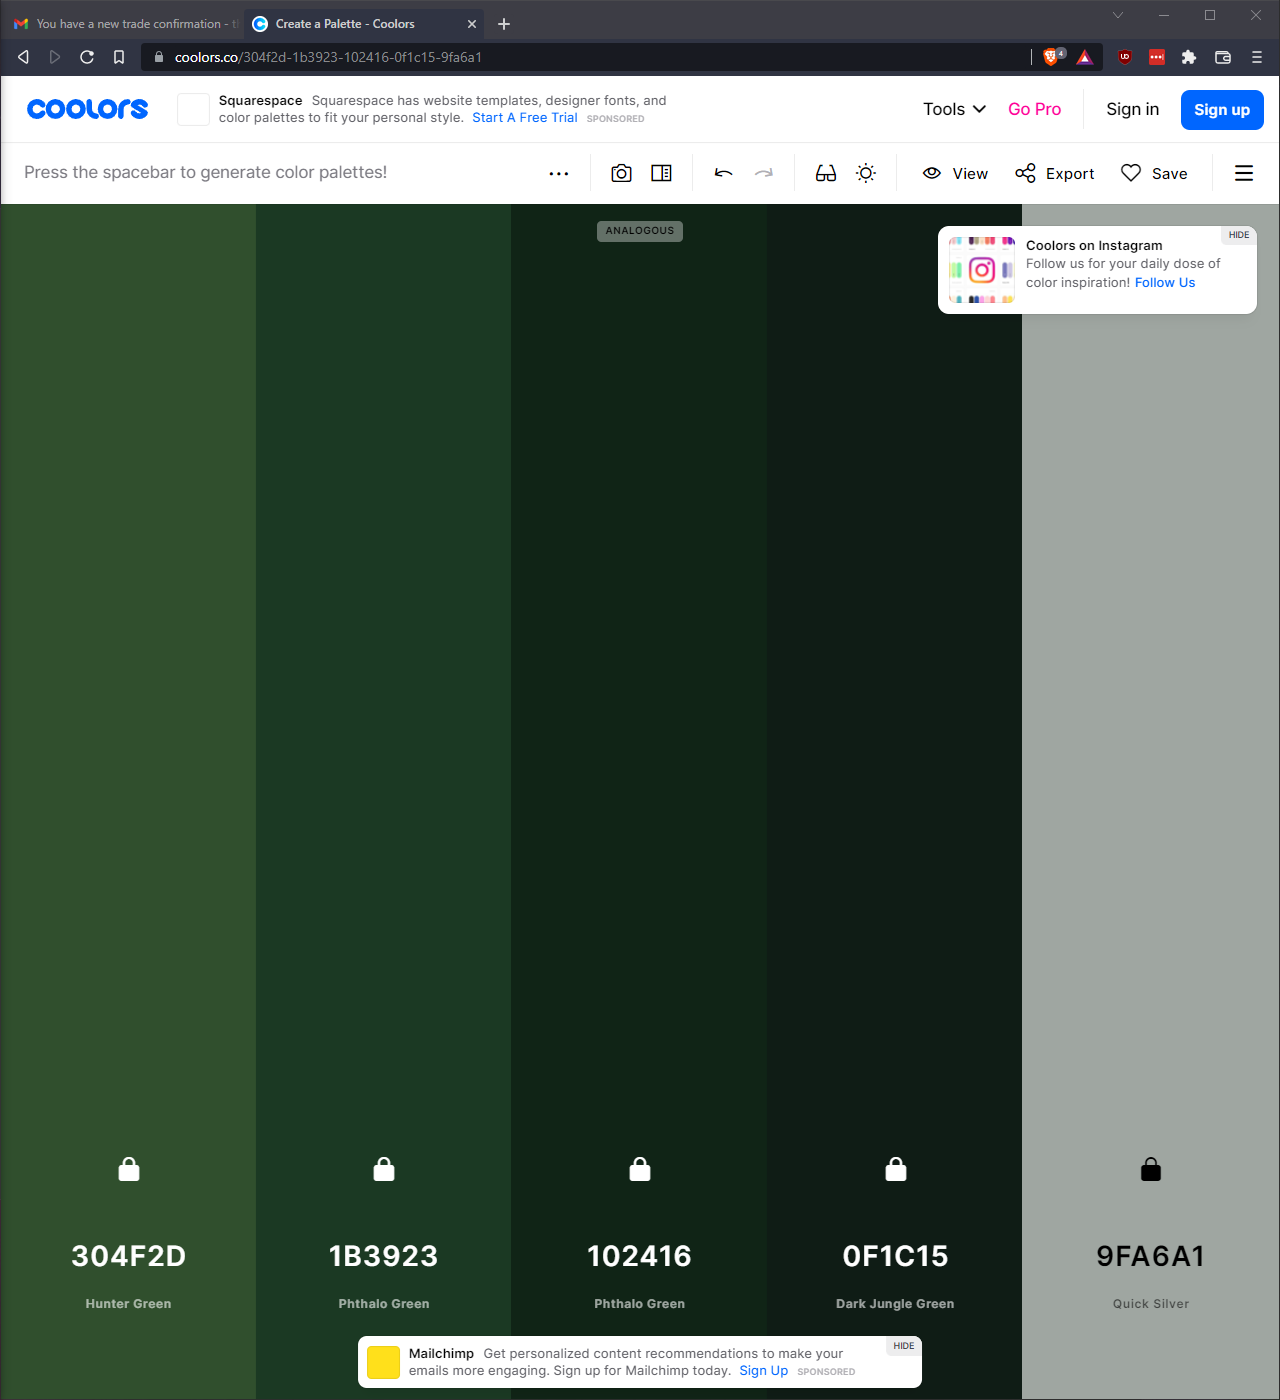 You have a new trade confirmation - t
Create a Palette - Coolors
coolors.co/304f2d-1b3923-102416-0f1c15-9fa6a1
4
UD
coolors
Squarespace Squarespace has website templates, designer fonts, and
color palettes to fit your personal style. Start A Free Trial SPONSORED
Tools
Go Pro
Sign in
Sign up
Press the spacebar to generate color palettes!
View
Export
Save
ANALOGOUS
HIDE
Coolors on Instagram
Follow us for your daily dose of
color inspiration! Follow Us
304F2D
1B3923
102416
0F1C15
9FA6A1
Hunter Green
Phthalo Green
Phthalo Green
Dark Jungle Green
Quick Silver
HIDE
Mailchimp Get personalized content recommendations to make your
emails more engaging. Sign up for Mailchimp today. Sign Up SPONSORED